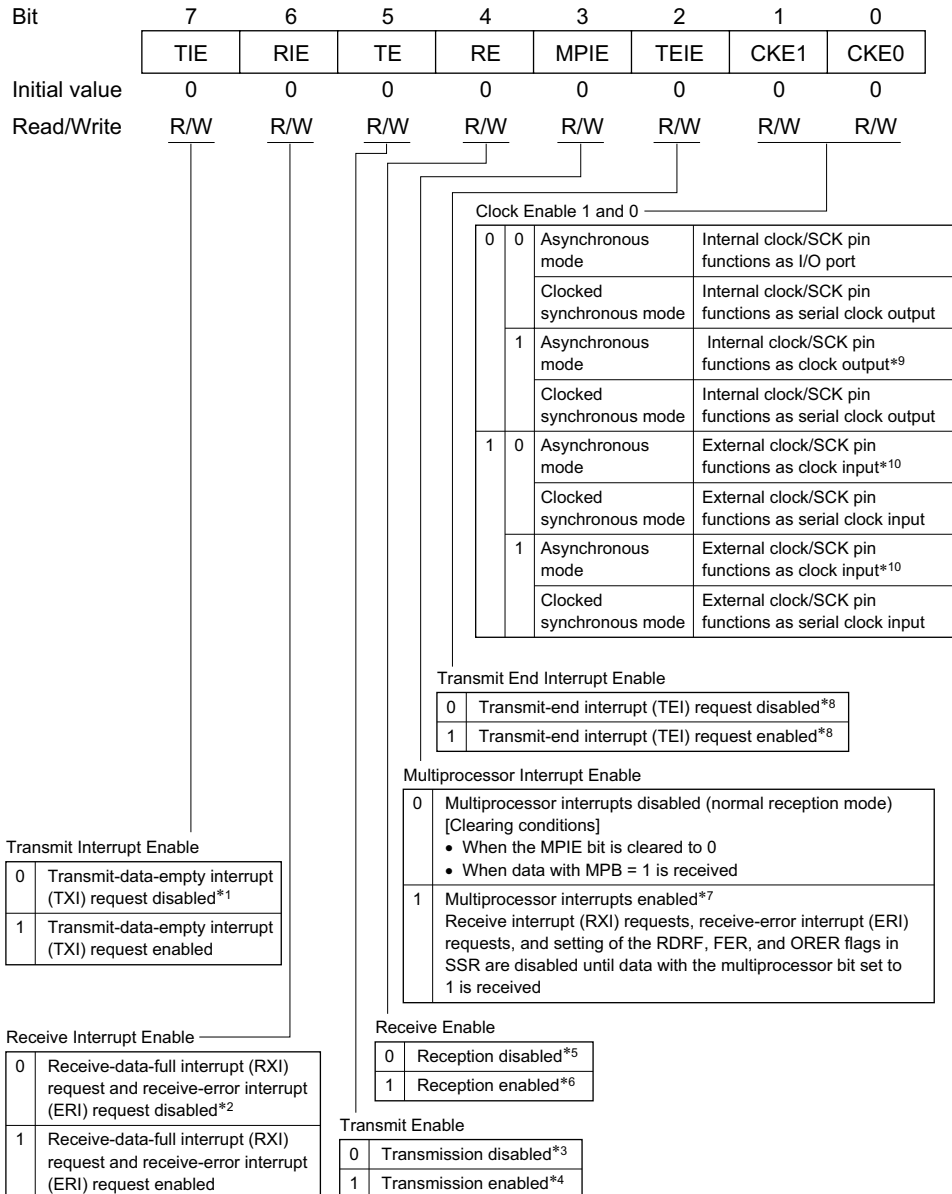 Bit 7 6 5 4 3 2 1 0
TIE RIE TE RE MPIE TEIE CKE1 CKE0
Initial value 0 0 0 0 0 0 0 0
Read/Write R/W R/W R/W R/W R/W R/W R/W R/W
Clock Enable 1 and 0
0 0 Asynchronous mode Internal clock/SCK pin functions as I/O port
Clocked synchronous mode Internal clock/SCK pin functions as serial clock output
1 Asynchronous mode Internal clock/SCK pin functions as clock output*9
Clocked synchronous mode Internal clock/SCK pin functions as serial clock output
1 0 Asynchronous mode External clock/SCK pin functions as clock input*10
Clocked synchronous mode External clock/SCK pin functions as serial clock input
1 Asynchronous mode External clock/SCK pin functions as clock input*10
Clocked synchronous mode External clock/SCK pin functions as serial clock input
Transmit End Interrupt Enable
0 Transmit-end interrupt (TEI) request disabled*8
1 Transmit-end interrupt (TEI) request enabled*8
Multiprocessor Interrupt Enable
0 Multiprocessor interrupts disabled (normal reception mode)
[Clearing conditions]
• When the MPIE bit is cleared to 0
• When data with MPB = 1 is received
1 Multiprocessor interrupts enabled*7
Receive interrupt (RXI) requests, receive-error interrupt (ERI)
requests, and setting of the RDRF, FER, and ORER flags in
SSR are disabled until data with the multiprocessor bit set to
1 is received
Transmit Interrupt Enable
0 Transmit-data-empty interrupt
(TXI) request disabled*1
1 Transmit-data-empty interrupt
(TXI) request enabled
Receive Enable
0 Reception disabled*5
1 Reception enabled*6
Receive Interrupt Enable
0 Receive-data-full interrupt (RXI)
request and receive-error interrupt
(ERI) request disabled*2
1 Receive-data-full interrupt (RXI)
request and receive-error interrupt
(ERI) request enabled
Transmit Enable
0 Transmission disabled*3
1 Transmission enabled*4